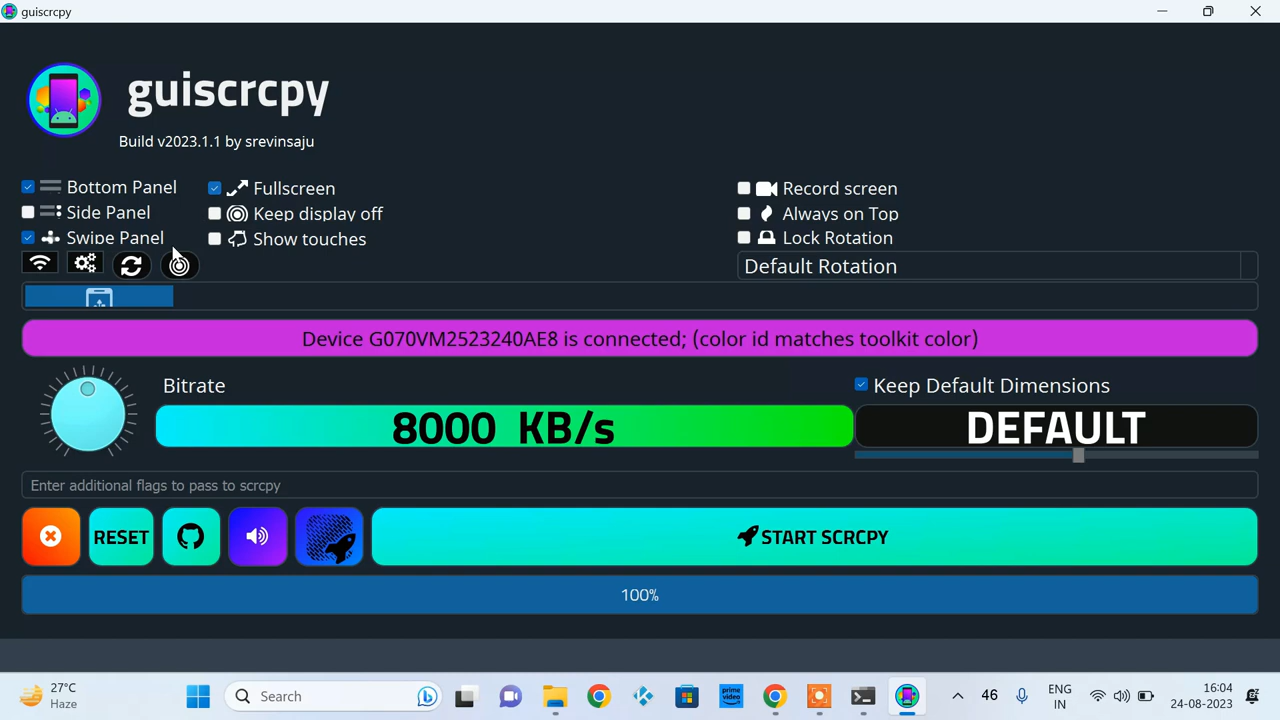 guiscrcpy
guiscrcpy
Build v2023.1.1 by srevinsaju
Bottom Panel
Fullscreen
Record screen
Side Panel
Keep display off
Always on Top
Swipe Panel
Show touches
Lock Rotation
Default Rotation
Device G070VM2523240AE8 is connected; (color id matches toolkit color)
Bitrate
Keep Default Dimensions
8000 KB/s
DEFAULT
Enter additional flags to pass to scrcpy
RESET
START SCRCPY
100%
27°C
Haze
Search
prime video
46
ENG
IN
16:04
24-08-2023